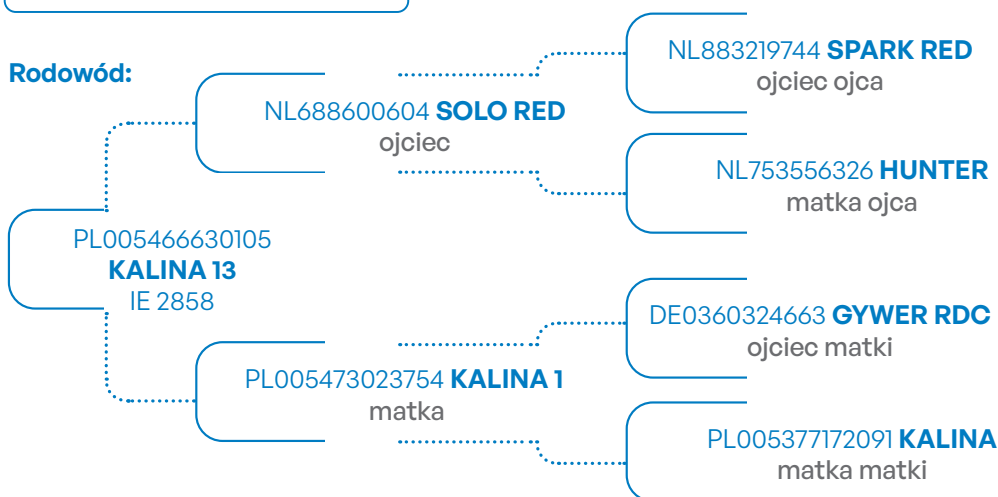 Rodowód:
NL883219744 SPARK RED
ojciec ojca
NL688600604 SOLO RED
ojciec
NL753556326 HUNTER
matka ojca
PL005466630105
KALINA 13
IE 2858
DE0360324663 GYWER RDC
ojciec matki
PL005473023754 KALINA 1
matka
PL005377172091 KALINA
matka matki